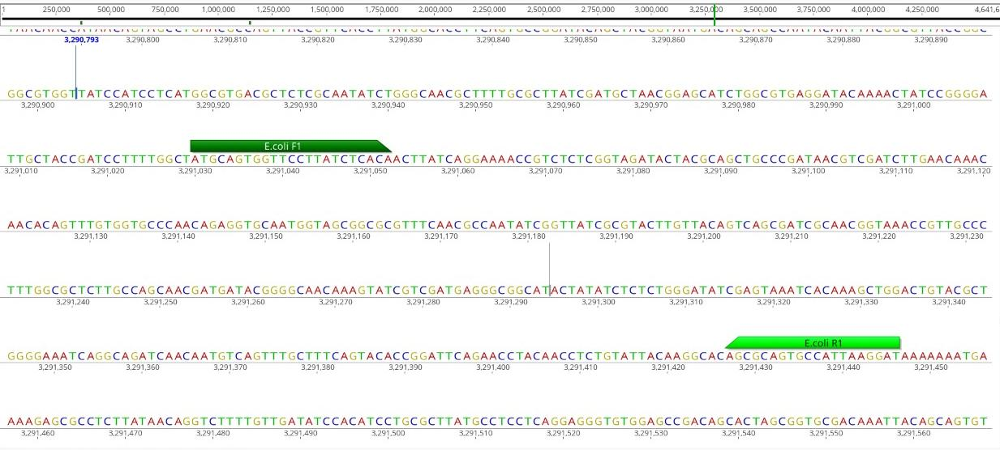 1 250,000 500,000 750,000 1,000,000 1,250,000 1,500,000 1,750,000 2,000,000 2,250,000 2,500,000 2,750,000 3,000,000 3,250,000 3,500,000 3,750,000 4,000,000 4,250,000 4,641,6
3,290,793 3,290,800 3,290,810 3,290,820 3,290,830 3,290,840 3,290,850 3,290,860 3,290,870 3,290,880 3,290,890
GGCGTGGTTATCCATCCTCATGGCGTGACGCTCTCGCAATATCTGGGCAACGCTTTTGCGCTTATCGATGCTAACGGAGCATCTGGCGTGAGGATACAAAACTATCCGGGGA
3,290,900 3,290,910 3,290,920 3,290,930 3,290,940 3,290,950 3,290,960 3,290,970 3,290,980 3,290,990 3,291,000
E.coli F1
TTGCTACCGATCCTTTTGGCTATGCAGTGGTTCCTTATCTCACAACTTATCAGGAAAACCGTCTCTCGGTAGATACTACGCAGCTGCCCGATAACGTCGATCTTGAACAAAC
3,291,010 3,291,020 3,291,030 3,291,040 3,291,050 3,291,060 3,291,070 3,291,080 3,291,090 3,291,100 3,291,110 3,291,120
AACACAGTTTGTGGTGCCCAACAGAGGTGCAATGGTAGCGGCGCGTTTCAACGCCAATATCGGTTATCGCGTACTTGTTACAGTCAGCGATCGCAACGGTAAACCGTTGCCC
3,291,130 3,291,140 3,291,150 3,291,160 3,291,170 3,291,180 3,291,190 3,291,200 3,291,210 3,291,220 3,291,230
TTTGGCGCTCTTGCCAGCAACGATGATACGGGGCAACAAAGTATCGTCGATGAGGGCGGCATACTATATCTCTCTGGGATATCGAGTAAATCACAAAGCTGGACTGTACGCT
3,291,240 3,291,250 3,291,260 3,291,270 3,291,280 3,291,290 3,291,300 3,291,310 3,291,320 3,291,330 3,291,340
E.coli R1
GGGGAAATCAGGCAGATCAACAATGTCAGTTTGCTTTCAGTACACCGGATTCAGAACCTACAACCTCTGTATTACAAGGCACAGCGCAGTGCCATTAAGGATAAAAAAATGA
3,291,350 3,291,360 3,291,370 3,291,380 3,291,390 3,291,400 3,291,410 3,291,420 3,291,430 3,291,440 3,291,450
AAAGAGCGCCTCTTATAACAGGTCTTTTGTTGATATCCACATCCTGCGCTTATGCCTCCTCAGGAGGGTGTGGAGCCGACAGCACTAGCGGTGCGACAAATTACAGCAGTGT
3,291,460 3,291,470 3,291,480 3,291,490 3,291,500 3,291,510 3,291,520 3,291,530 3,291,540 3,291,550 3,291,560